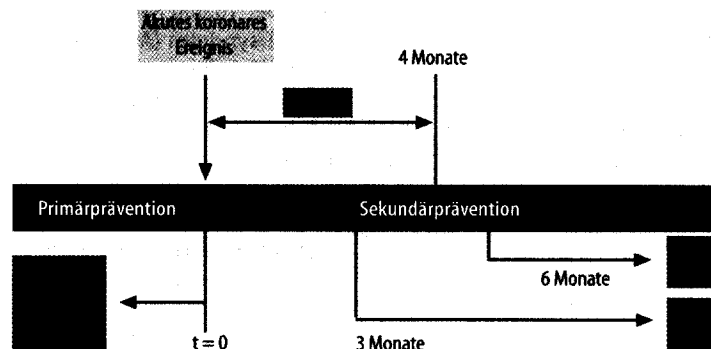 Akutes koronares
Ereignis
4 Monate
Primärprävention Sekundärprävention
6 Monate
t = 0 3 Monate